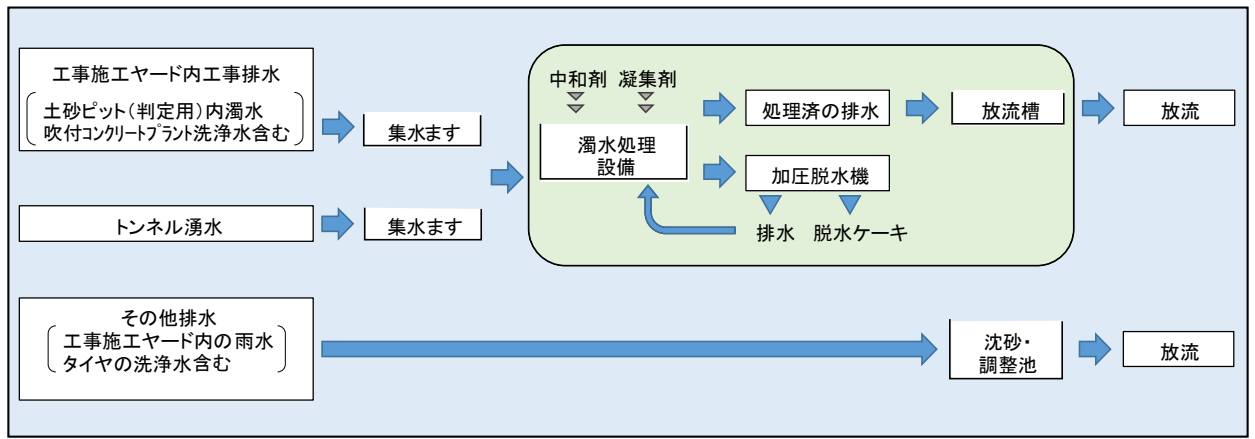 工事施工ヤード内工事排水
土砂ピット(判定用)内濁水
吹付コンクリートプラント洗浄水含む
集水ます
トンネル湧水
集水ます
中和剤 凝集剤
濁水処理
設備
処理済の排水
放流槽
放流
加圧脱水機
排水 脱水ケーキ
その他排水
工事施工ヤード内の雨水
タイヤの洗浄水含む
沈砂・
調整池
放流